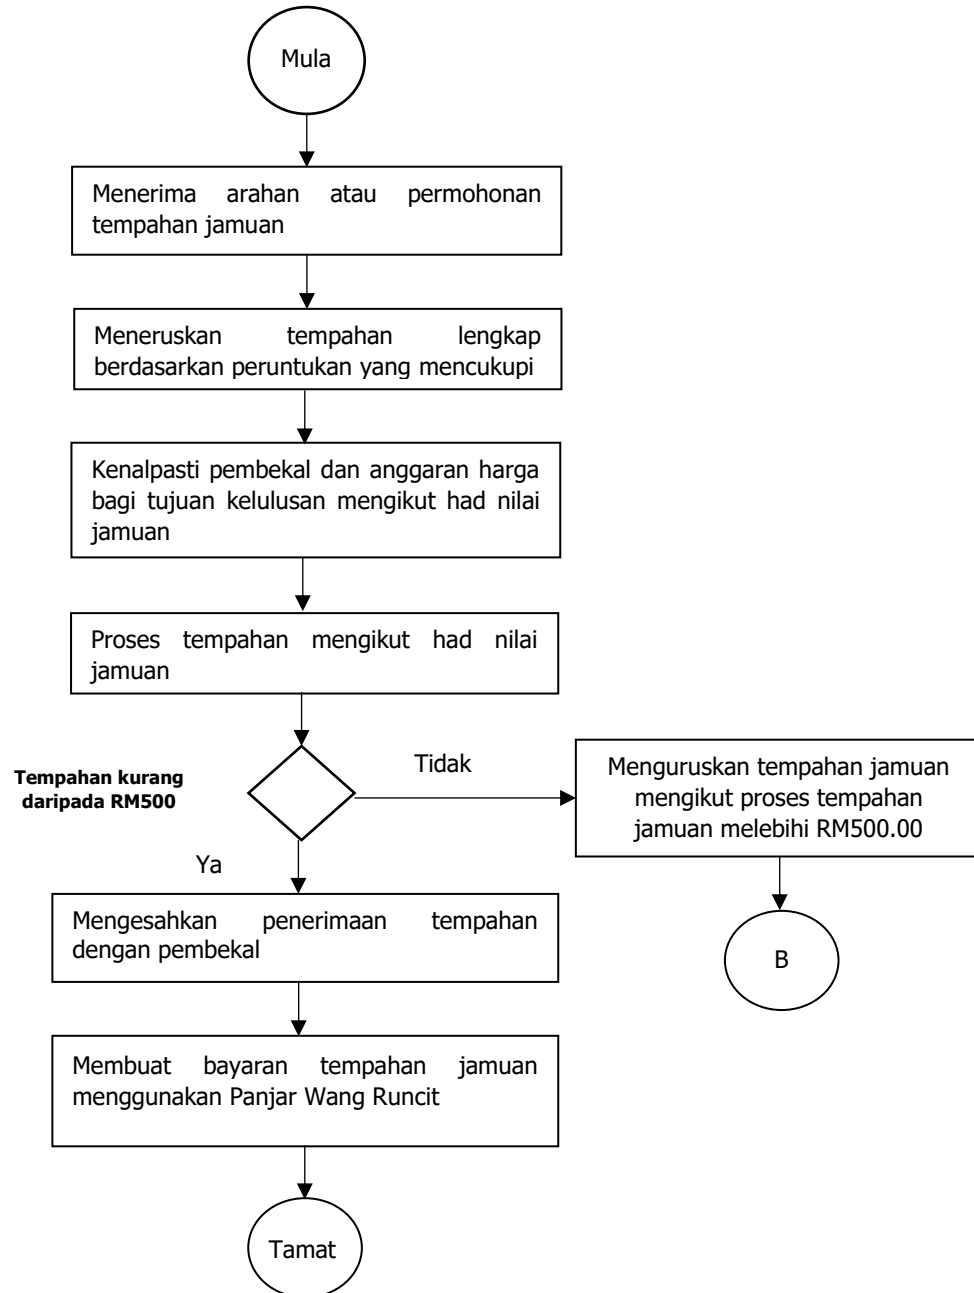 Mula
Menerima arahan atau permohonan
tempahan jamuan
Meneruskan tempahan lengkap
berdasarkan peruntukan yang mencukupi
Kenalpasti pembekal dan anggaran harga
bagi tujuan kelulusan mengikut had nilai
jamuan
Proses tempahan mengikut had nilai
jamuan
Tempahan kurang
daripada RM500
Tidak
Menguruskan tempahan jamuan
mengikut proses tempahan
jamuan melebihi RM500.00
Ya
Mengesahkan penerimaan tempahan
dengan pembekal
B
Membuat bayaran tempahan jamuan
menggunakan Panjar Wang Runcit
Tamat